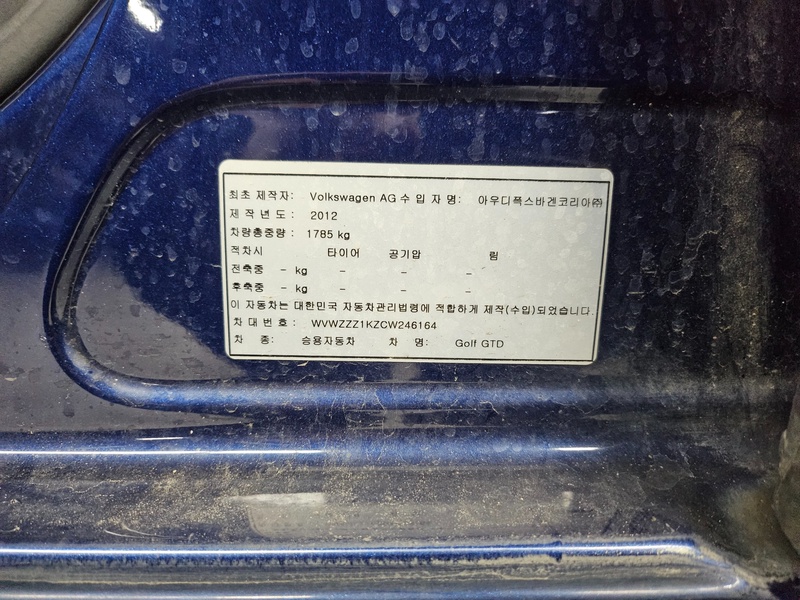 최초 제작자: Volkswagen AG 수 입 자 명: 아우디폭스바겐코리아㈜
제 작 년 도 : 2012
차량총중량 : 1785 kg
적차시 타이어 공기압 림
전축중 - kg - - -
후축중 - kg - - -
이 자동차는 대한민국 자동차관리법령에 적합하게 제작(수입)되었습니다.
차 대 번 호 : WVWZZZ1KZCW246164
차 종: 승용자동차 차 명: Golf GTD